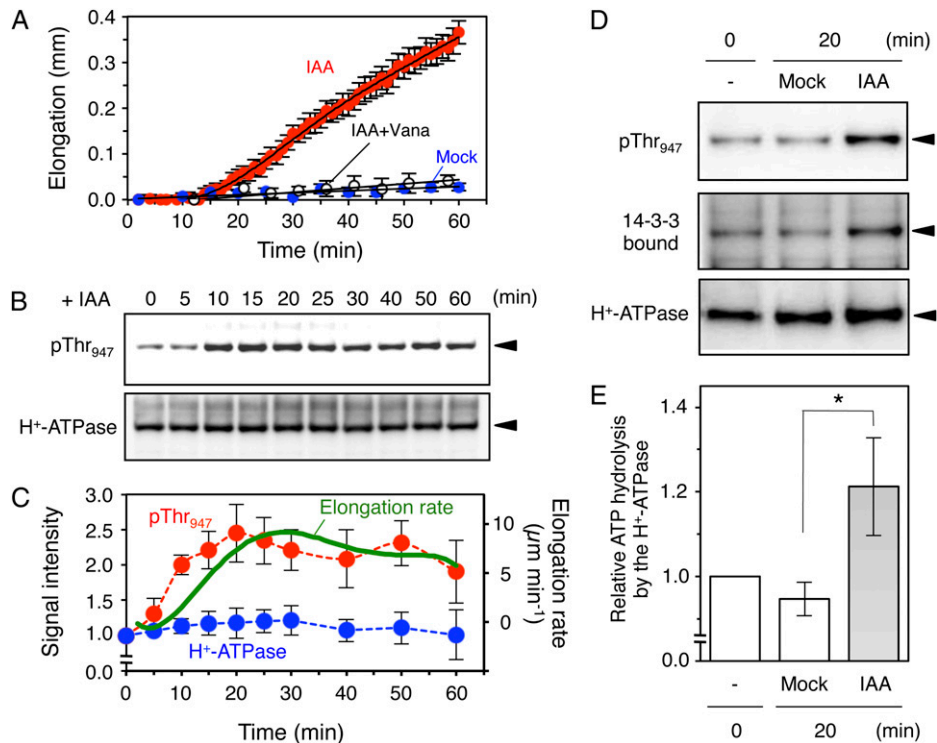 A
Elongation (mm)
0.4
0.3
0.2
0.1
0.0
IAA
IAA+Vana
Mock
0 10 20 30 40 50 60
Time (min)
B
+ IAA 0 5 10 15 20 25 30 40 50 60 (min)
pThr947
H+-ATPase
C
Signal intensity
3.0
2.5
2.0
1.5
1.0
0.0
pThr947
Elongation rate
H+-ATPase
10
5
0
Elongation rate
(µm min-1)
0 10 20 30 40 50 60
Time (min)
D
0 20 (min)
- Mock IAA
pThr947
14-3-3
bound
H+-ATPase
E
Relative ATP hydrolysis
by the H+-ATPase
1.4
1.2
1.0
0.0
*
- Mock IAA
0 20 (min)